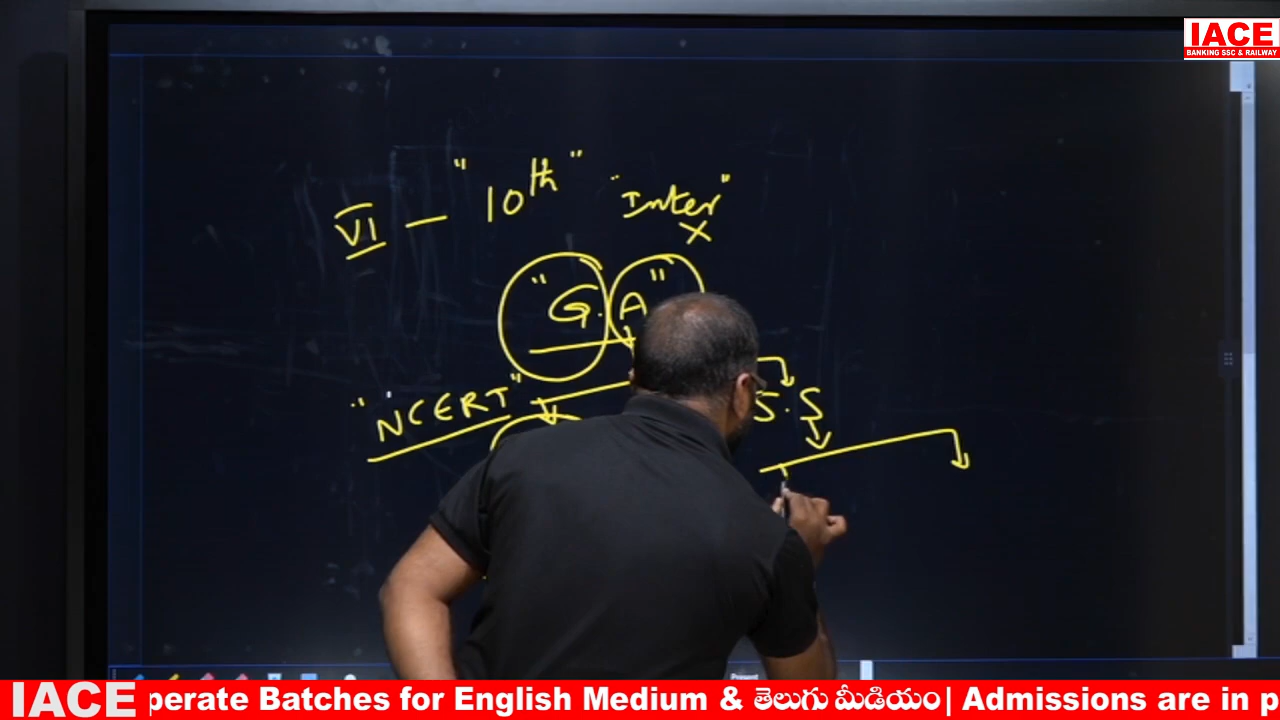 IACE
BANKING SSC & RAILWAY
VI — "10th" "Inter"
X
"G.A"
"NCERT"
S.S
IACE perate Batches for English Medium & తెలుగు మీడియం| Admissions are in p